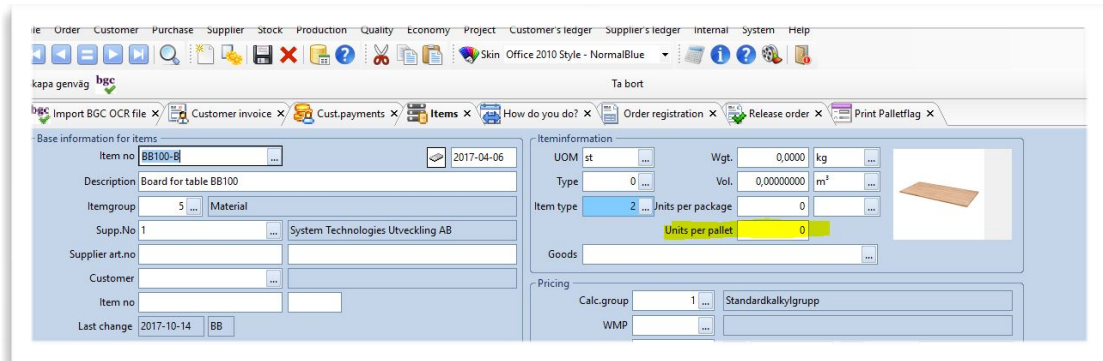 ile Order Customer Purchase Supplier Stock Production Quality Economy Project Customer's ledger Supplier's ledger Internal System Help
Skin Office 2010 Style - NormalBlue
kapa genväg bgc Ta bort
bgc Import BGC OCR file x Customer invoice x Cust.payments x Items x How do you do? x Order registration x Release order x Print Palletflag x
Base information for items
Item no BB100-B ... 2017-04-06
Description Board for table BB100
Itemgroup 5 ... Material
Supp.No 1 ... System Technologies Utveckling AB
Supplier art.no
Customer ...
Item no
Last change 2017-10-14 BB
Iteminformation
UOM st ... Wgt. 0,0000 kg ...
Type 0 ... Vol. 0,00000000 m³ ...
Item type 2 ... Jnits per package 0 ...
Units per pallet 0
Goods ...
Pricing
Calc.group 1 ... Standardkalkylgrupp
WMP ...